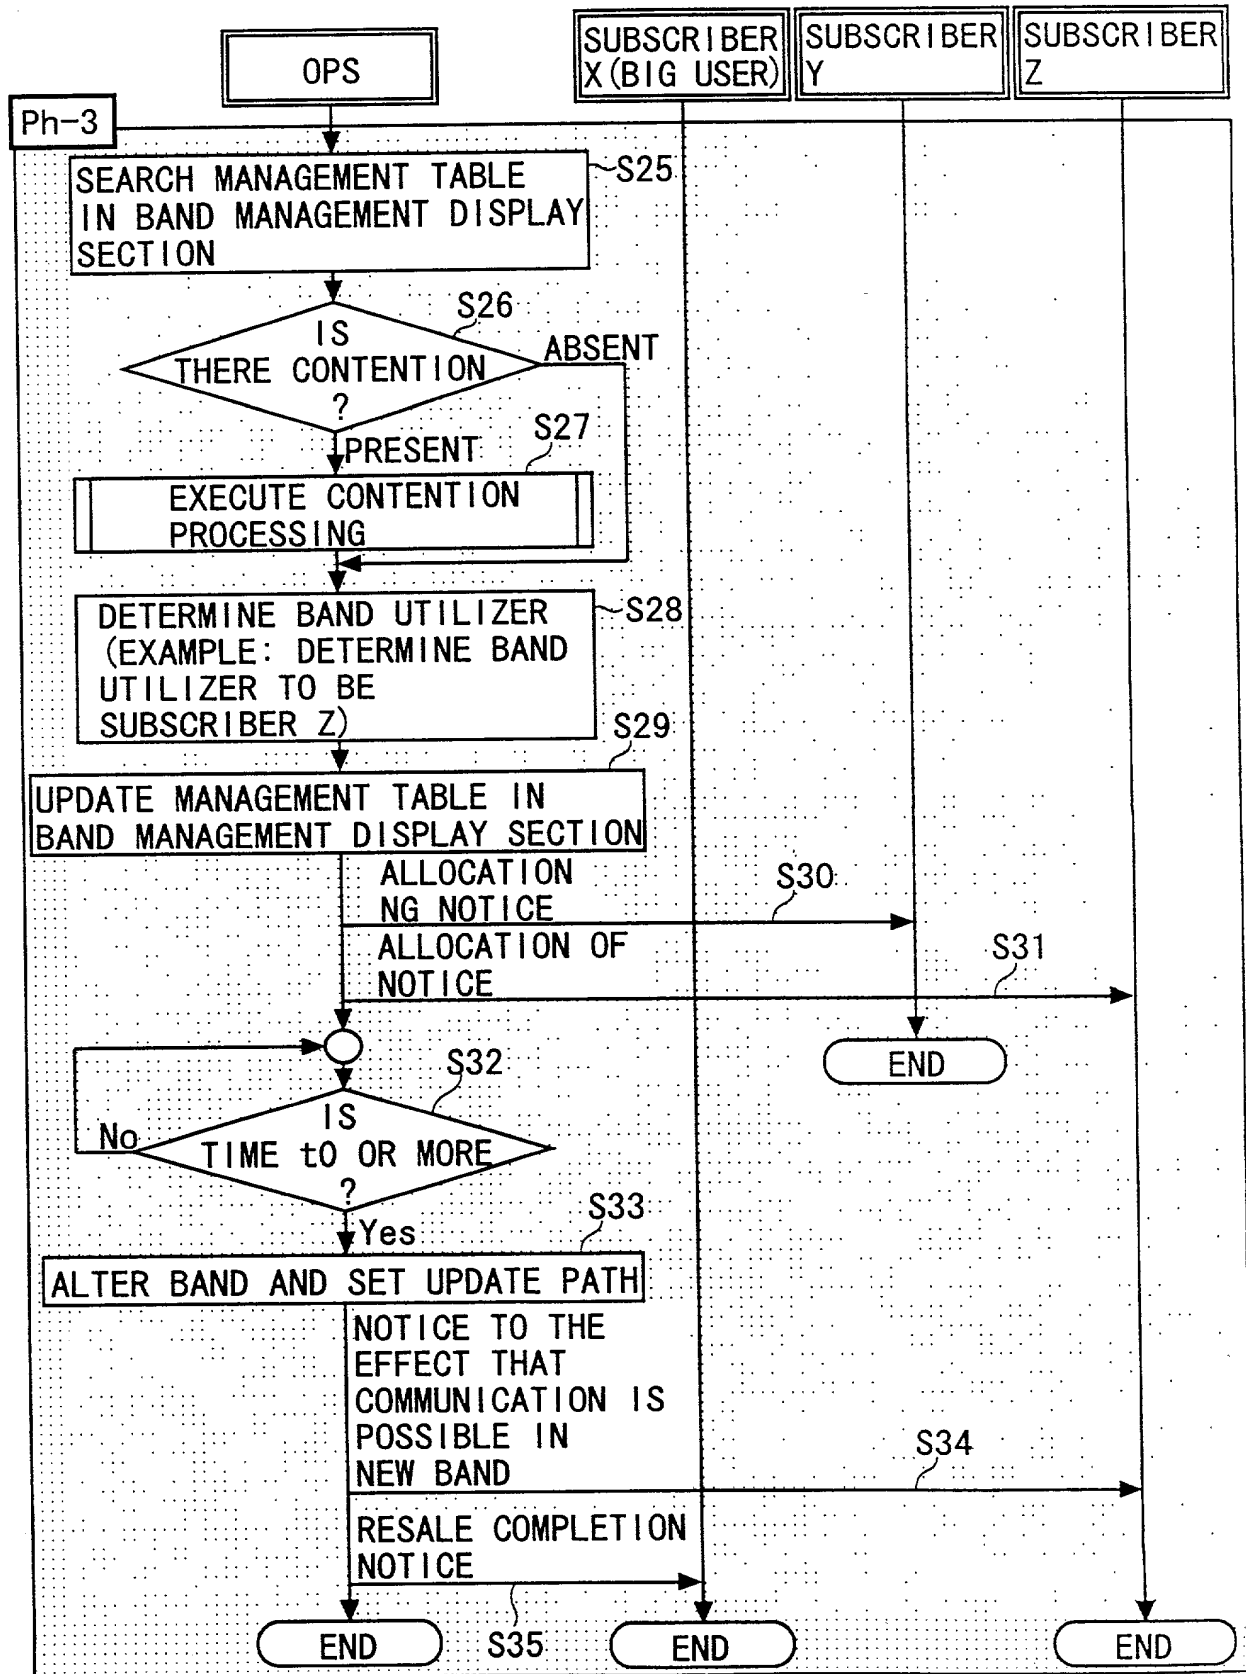 OPS
SUBSCRIBER
X(BIG USER)
SUBSCRIBER
Y
SUBSCRIBER
Z
Ph-3
SEARCH MANAGEMENT TABLE
IN BAND MANAGEMENT DISPLAY
SECTION
S25
IS
THERE CONTENTION
?
S26
ABSENT
PRESENT
S27
EXECUTE CONTENTION
PROCESSING
DETERMINE BAND UTILIZER
(EXAMPLE: DETERMINE BAND
UTILIZER TO BE
SUBSCRIBER Z)
S28
S29
UPDATE MANAGEMENT TABLE IN
BAND MANAGEMENT DISPLAY SECTION
ALLOCATION
NG NOTICE
S30
ALLOCATION OF
NOTICE
S31
END
S32
IS
TIME t0 OR MORE
?
No
Yes
S33
ALTER BAND AND SET UPDATE PATH
NOTICE TO THE
EFFECT THAT
COMMUNICATION IS
POSSIBLE IN
NEW BAND
S34
RESALE COMPLETION
NOTICE
S35
END
END
END